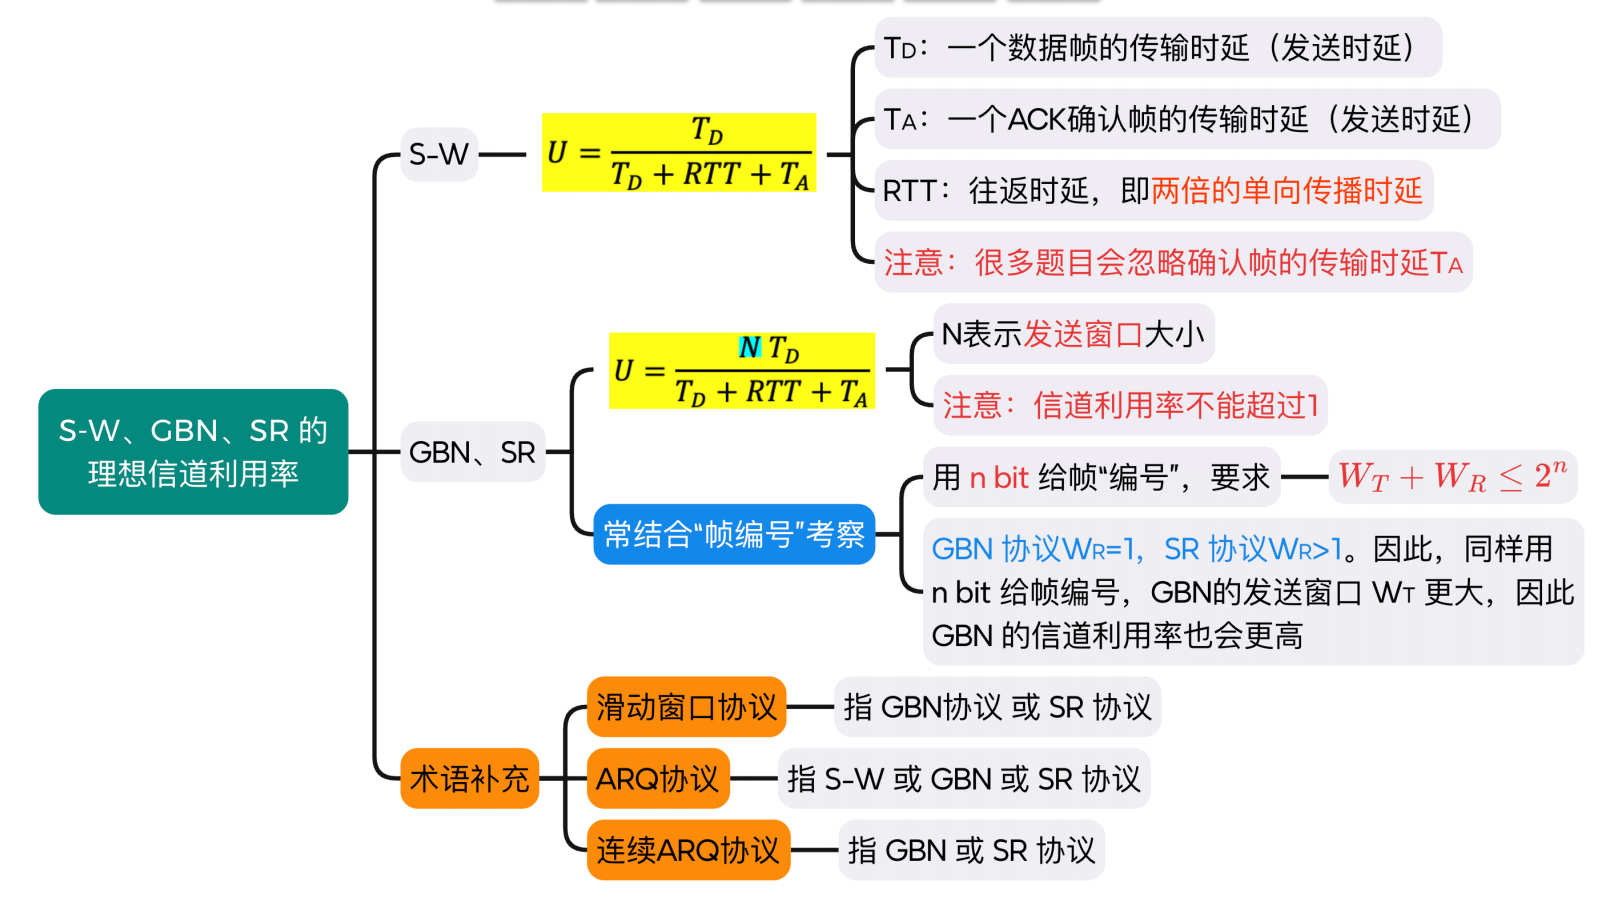 S-W、GBN、SR 的
理想信道利用率
S-W
U = T_D / (T_D + RTT + T_A)
TD：一个数据帧的传输时延（发送时延）
TA：一个ACK确认帧的传输时延（发送时延）
RTT：往返时延，即两倍的单向传播时延
注意：很多题目会忽略确认帧的传输时延TA
GBN、SR
U = N T_D / (T_D + RTT + T_A)
N表示发送窗口大小
注意：信道利用率不能超过1
常结合“帧编号”考察
用 n bit 给帧“编号”，要求
W_T + W_R ≤ 2^n
GBN 协议WR=1，SR 协议WR>1。因此，同样用
n bit 给帧编号，GBN的发送窗口 WT 更大，因此
GBN 的信道利用率也会更高
术语补充
滑动窗口协议
指 GBN协议 或 SR 协议
ARQ协议
指 S-W 或 GBN 或 SR 协议
连续ARQ协议
指 GBN 或 SR 协议